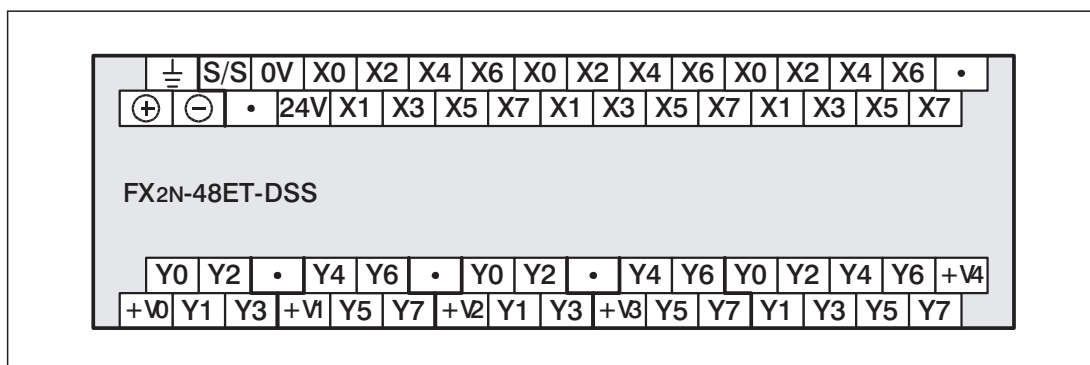 ⏚ S/S 0V X0 X2 X4 X6 X0 X2 X4 X6 X0 X2 X4 X6 •
⊕ ⊖ • 24V X1 X3 X5 X7 X1 X3 X5 X7 X1 X3 X5 X7
FX2N-48ET-DSS
Y0 Y2 • Y4 Y6 • Y0 Y2 • Y4 Y6 Y0 Y2 Y4 Y6 +V4
+V0 Y1 Y3 +V1 Y5 Y7 +V2 Y1 Y3 +V3 Y5 Y7 Y1 Y3 Y5 Y7